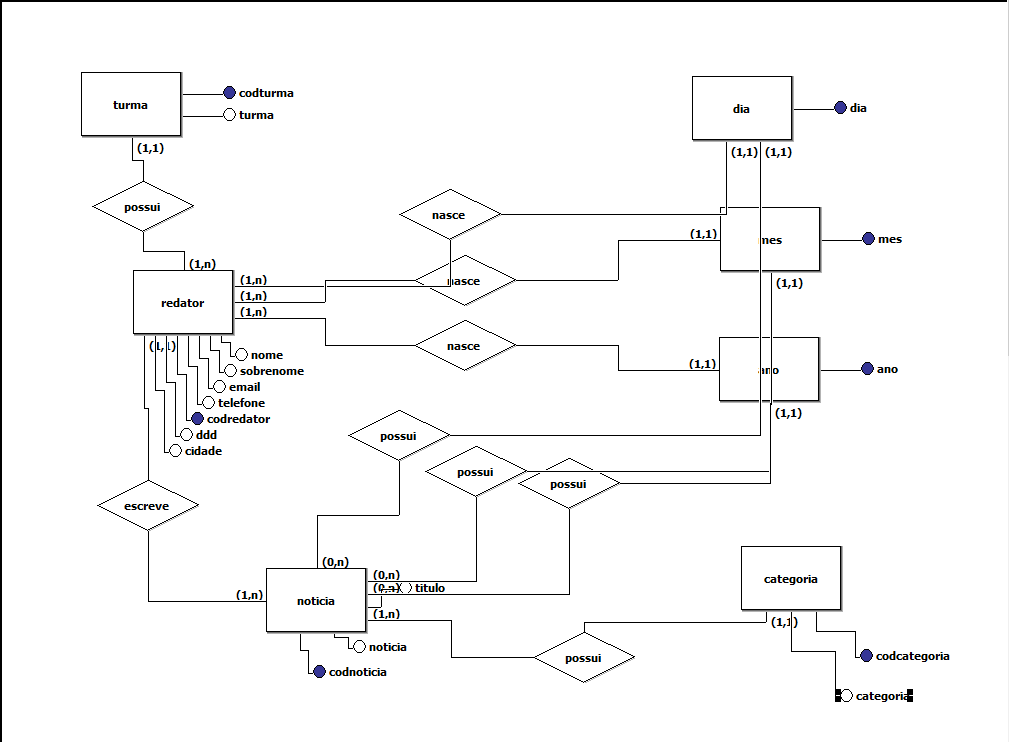 turma
codturma
turma
(1,1)
possui
(1,n)
redator
(1,n)
(1,n)
(1,n)
(1,1)
nome
sobrenome
email
telefone
codredator
ddd
cidade
nasce
nasce
nasce
dia
dia
(1,1)
(1,1)
(1,1)
mes
mes
(1,1)
(1,1)
ano
ano
(1,1)
possui
possui
possui
escreve
(1,n)
(0,n)
noticia
(0,n)
(0,n)
titulo
(1,n)
noticia
codnoticia
possui
categoria
(1,1)
codcategoria
categoria